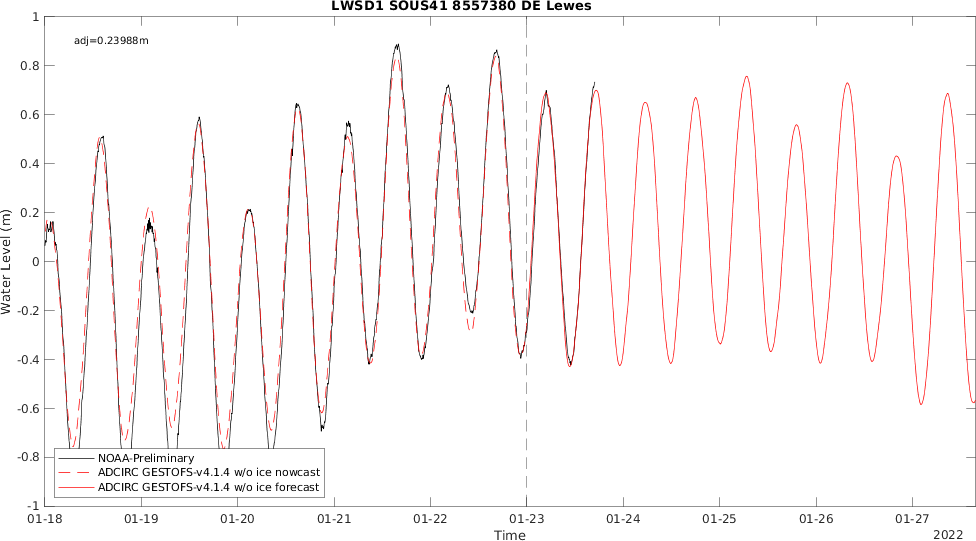 LWSD1 SOUS41 8557380 DE Lewes
adj=0.23988m
1
0.8
0.6
0.4
0.2
0
-0.2
-0.4
-0.6
-0.8
-1
Water Level (m)
NOAA-Preliminary
ADCIRC GESTOFS-v4.1.4 w/o ice nowcast
ADCIRC GESTOFS-v4.1.4 w/o ice forecast
01-18 01-19 01-20 01-21 01-22 01-23 01-24 01-25 01-26 01-27
Time
2022